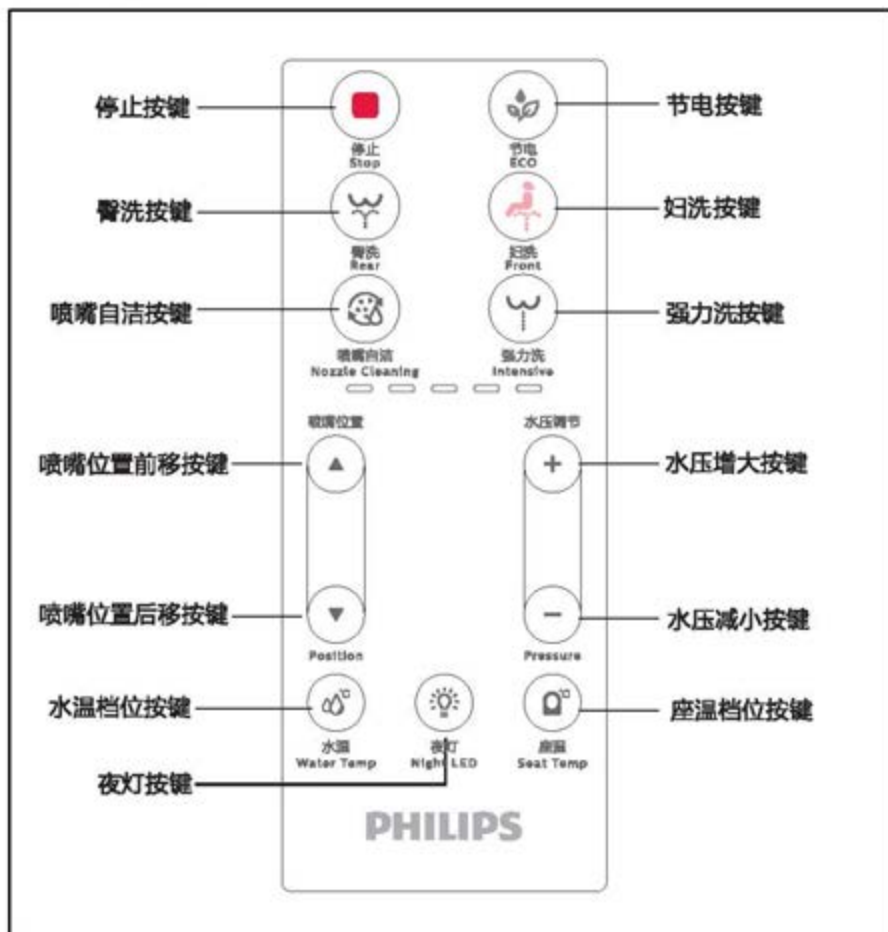 停止按键
节电按键
停止
Stop
节电
ECO
臀洗按键
妇洗按键
臀洗
Rear
妇洗
Front
喷嘴自洁按键
强力洗按键
喷嘴自洁
Nozzle Cleaning
强力洗
Intensive
喷嘴位置
水压调节
喷嘴位置前移按键
+
水压增大按键
喷嘴位置后移按键
−
水压减小按键
Position
Pressure
水温档位按键
°C
°C
座温档位按键
水温
Water Temp
夜灯
Night LED
座温
Seat Temp
夜灯按键
PHILIPS